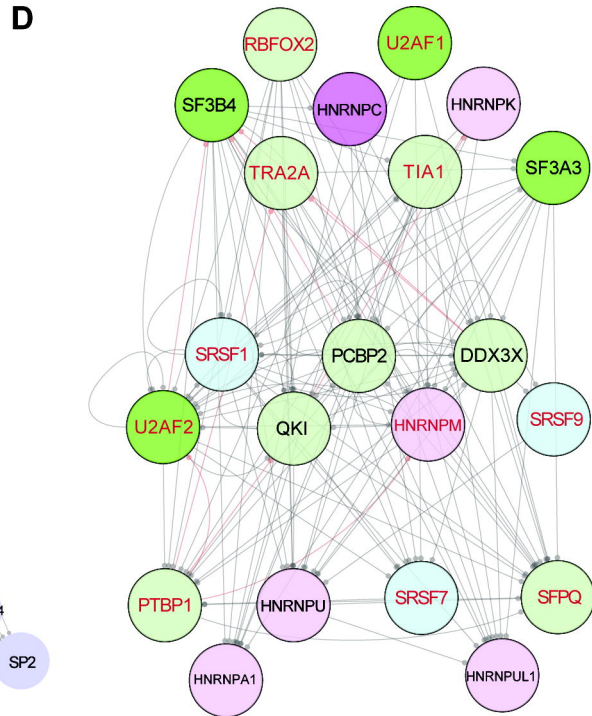 D
RBFOX2
U2AF1
SF3B4
HNRNPC
HNRNPK
TRA2A
TIA1
SF3A3
SRSF1
PCBP2
DDX3X
U2AF2
QKI
HNRNPM
SRSF9
PTBP1
HNRNPU
SRSF7
SFPQ
4
SP2
HNRNPA1
HNRNPUL1